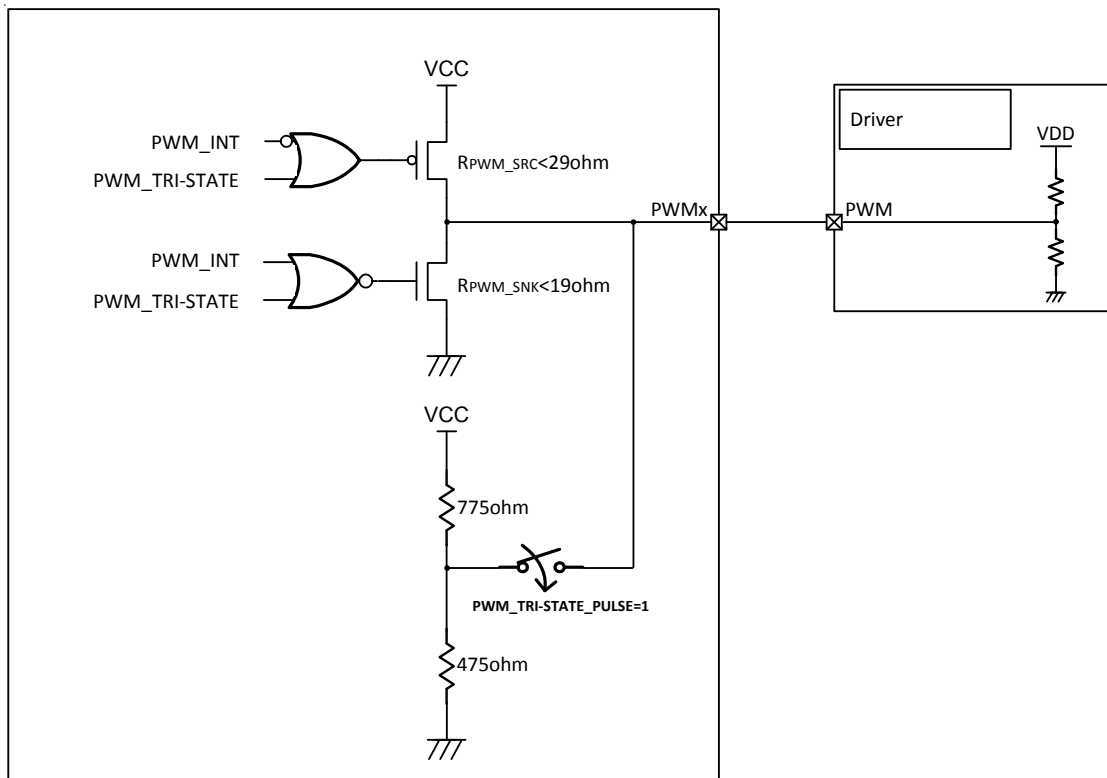 VCC
PWM_INT
PWM_TRI-STATE
RPWM_SRC<29ohm
PWM_INT
PWM_TRI-STATE
RPWM_SNK<19ohm
PWMx
Driver
VDD
PWM
VCC
775ohm
PWM_TRI-STATE_PULSE=1
475ohm